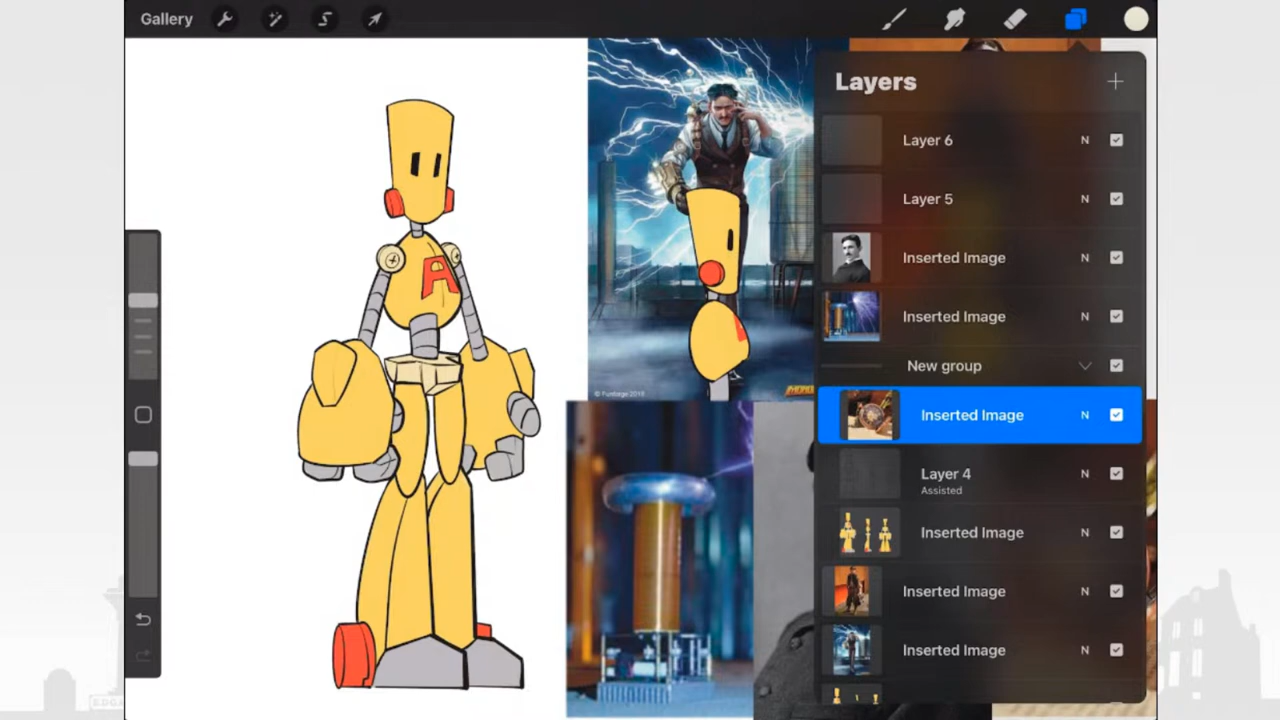 Gallery
S
Layers
Layer 6 N
Layer 5 N
Inserted Image N
Inserted Image N
New group
Inserted Image N
Layer 4 N
Assisted
Inserted Image N
Inserted Image N
Inserted Image N
A